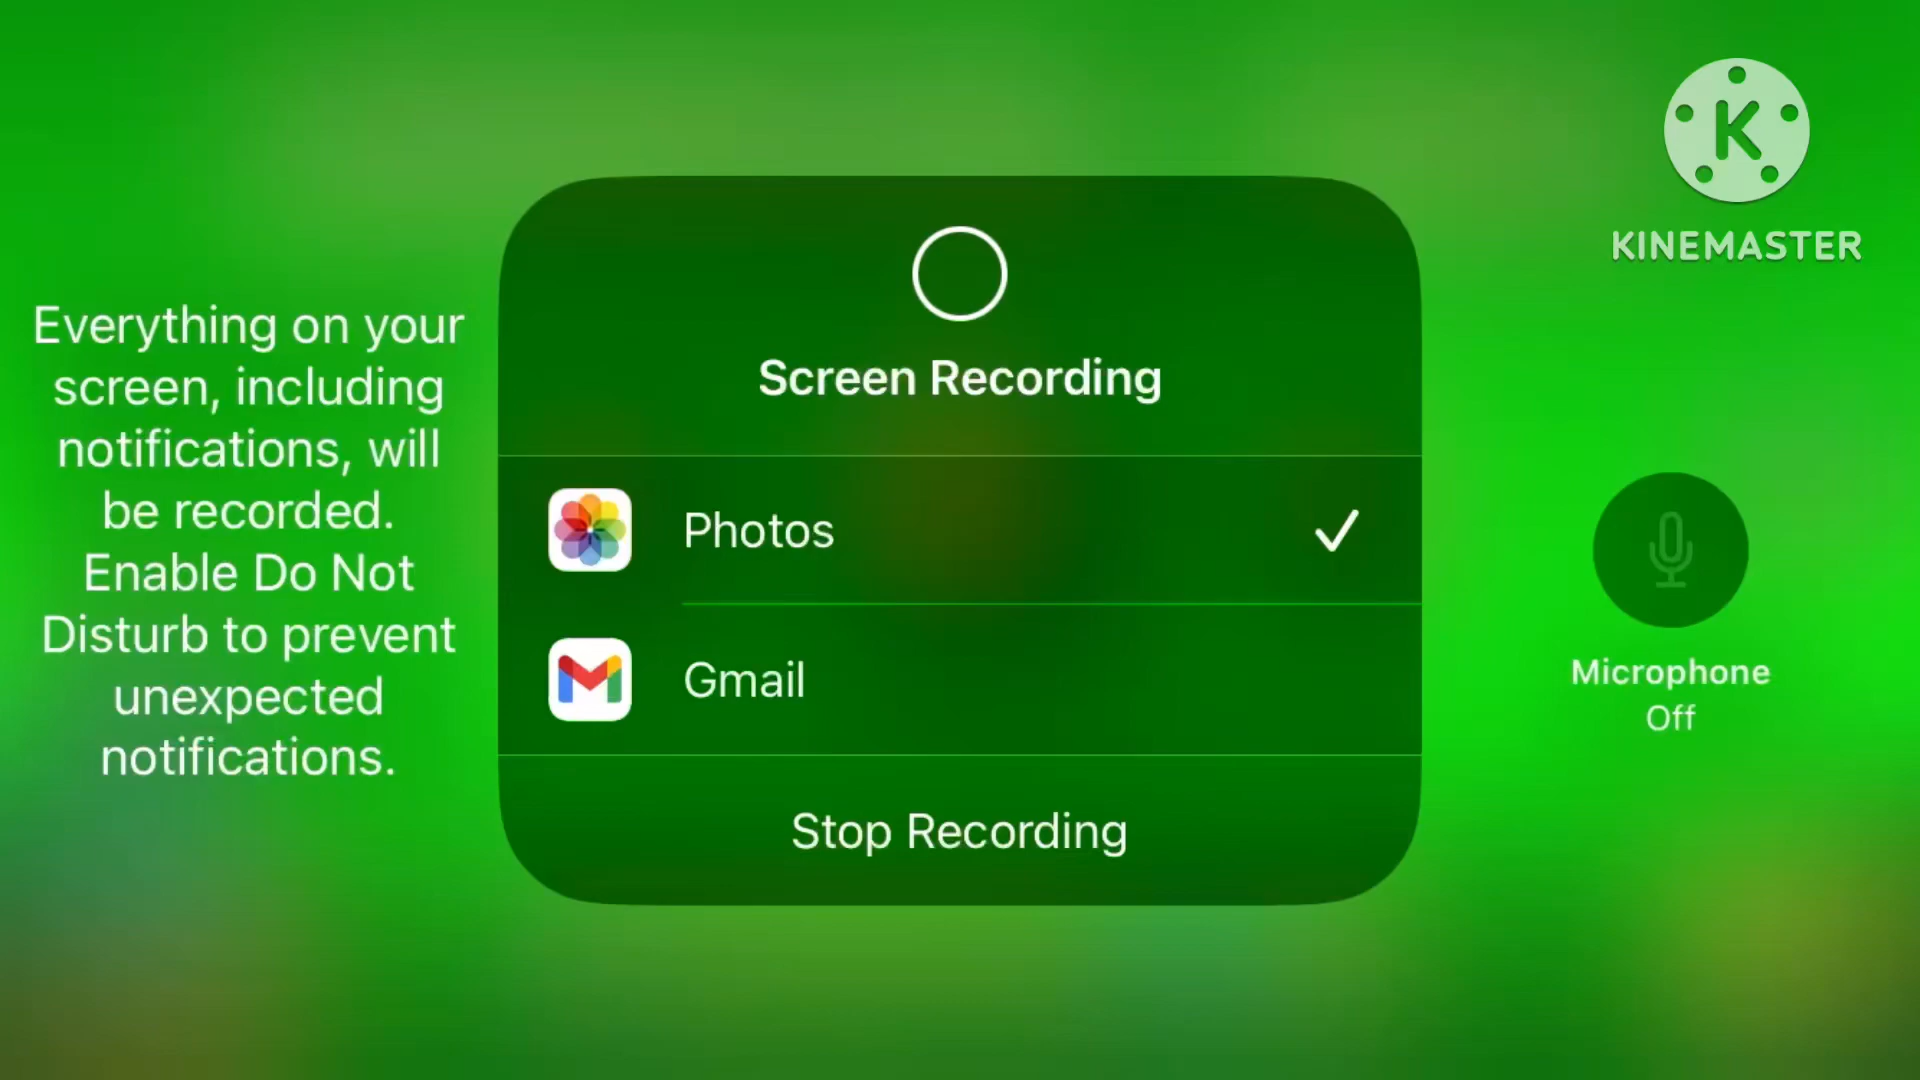 K
KINEMASTER
Everything on your
screen, including
notifications, will
be recorded.
Enable Do Not
Disturb to prevent
unexpected
notifications.
Screen Recording
Photos
Gmail
Stop Recording
Microphone
Off